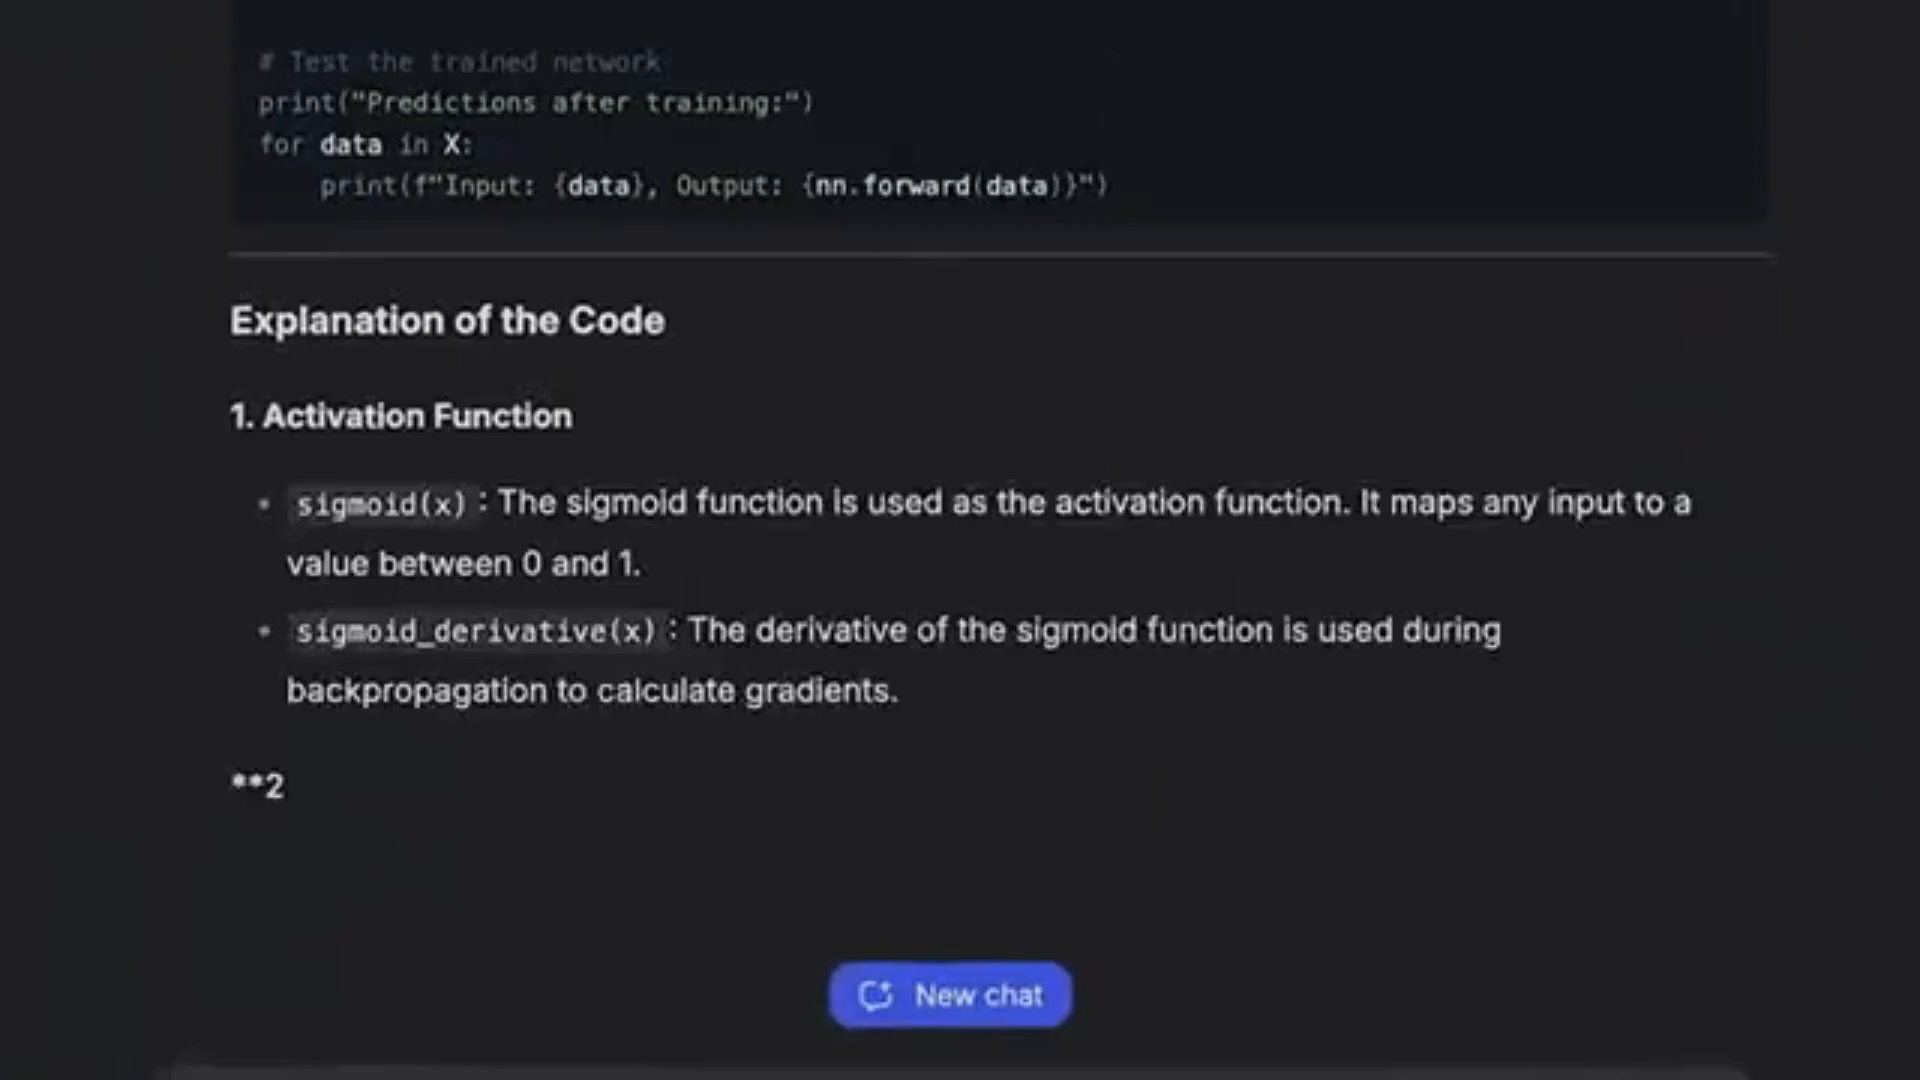 # Test the trained network
print("Predictions after training:")
for data in X:
    print(f"Input: {data}, Output: {nn.forward(data)}")
Explanation of the Code
1. Activation Function
• sigmoid(x) : The sigmoid function is used as the activation function. It maps any input to a
value between 0 and 1.
• sigmoid_derivative(x) : The derivative of the sigmoid function is used during
backpropagation to calculate gradients.
**2
New chat